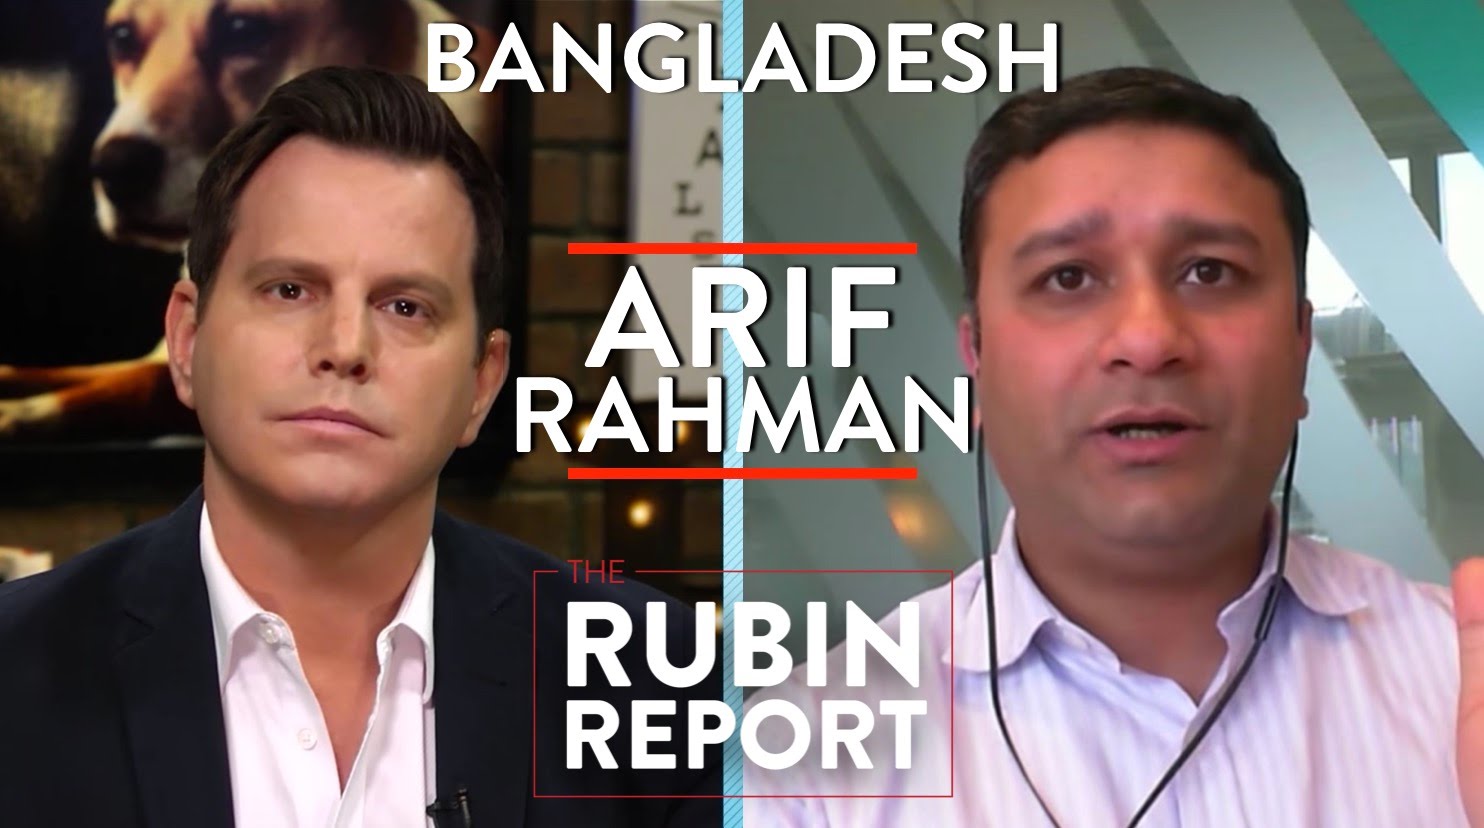 BANGLADESH
ARIF
RAHMAN
THE
RUBIN
REPORT
A
L
S